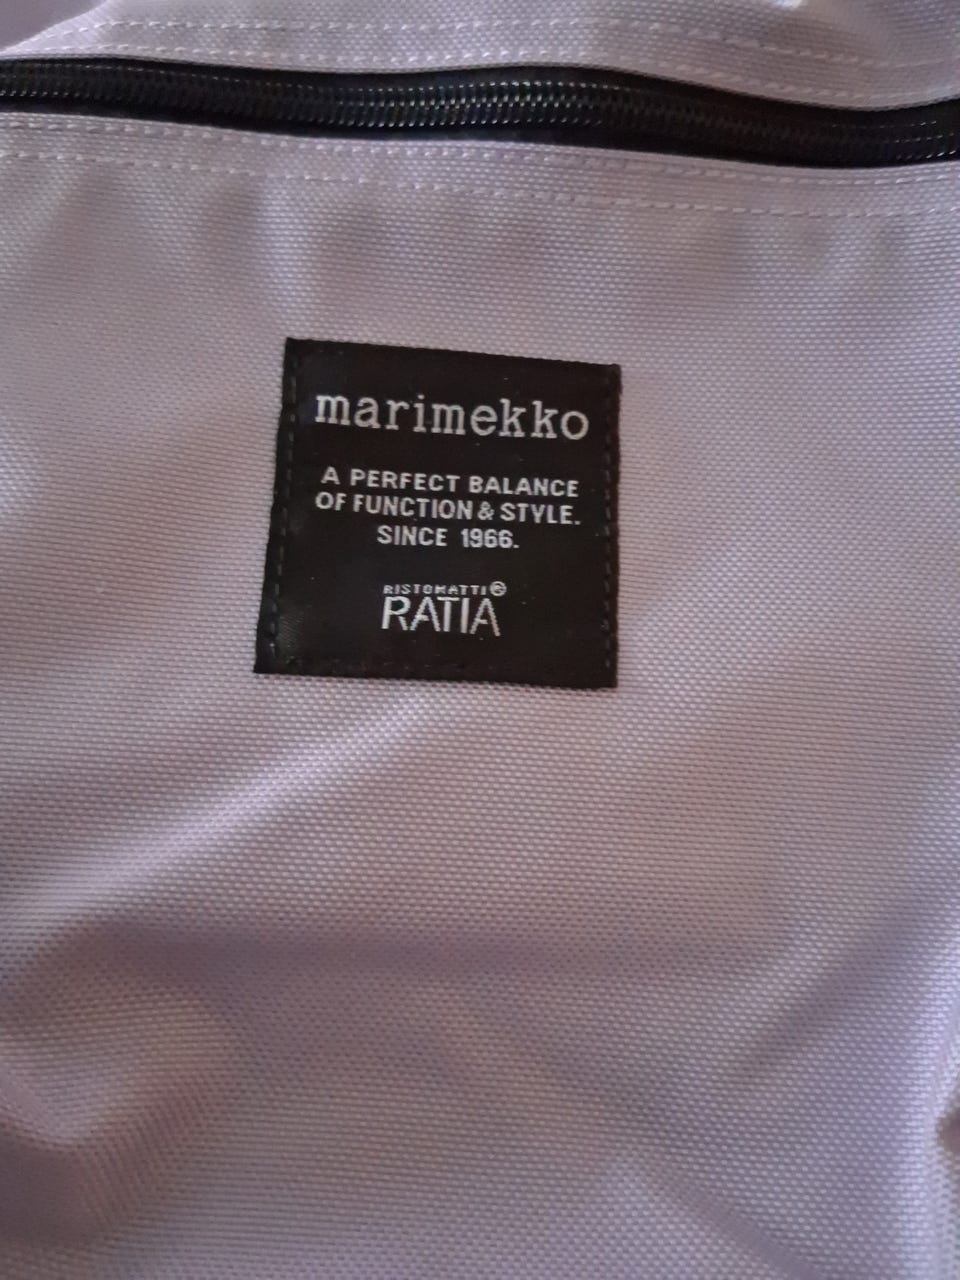 marimekko
A PERFECT BALANCE
OF FUNCTION & STYLE.
SINCE 1966.
RISTOMATTI®
RATIA